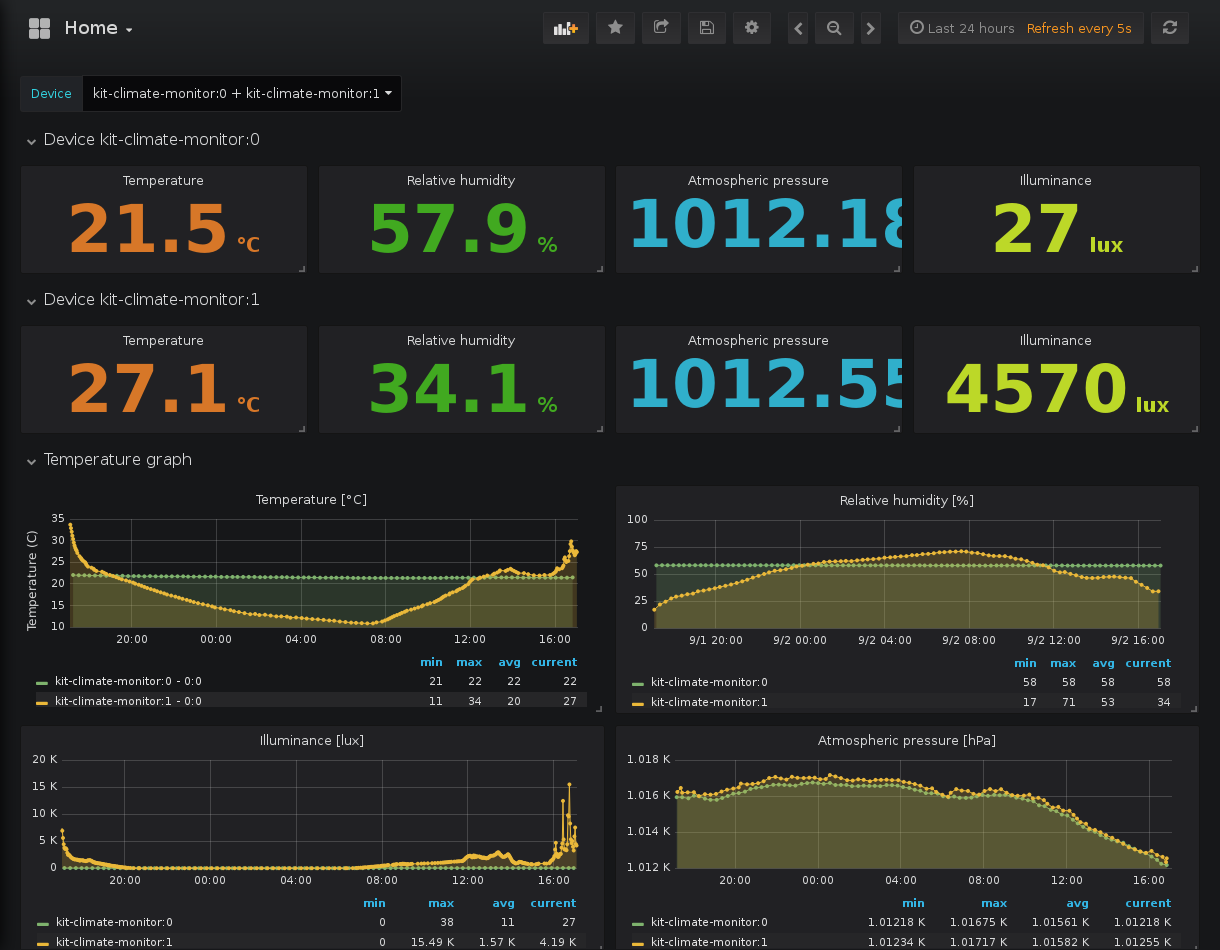 Home
Last 24 hours Refresh every 5s
Device kit-climate-monitor:0 + kit-climate-monitor:1
Device kit-climate-monitor:0
Temperature Relative humidity Atmospheric pressure Illuminance
21.5 °C 57.9 % 1012.18 27 lux
Device kit-climate-monitor:1
Temperature Relative humidity Atmospheric pressure Illuminance
27.1 °C 34.1 % 1012.55 4570 lux
Temperature graph
Temperature [°C]
Temperature (C)
35
30
25
20
15
10
20:00 00:00 04:00 08:00 12:00 16:00
min max avg current
kit-climate-monitor:0 - 0:0 21 22 22 22
kit-climate-monitor:1 - 0:0 11 34 20 27
Relative humidity [%]
100
75
50
25
0
9/1 20:00 9/2 00:00 9/2 04:00 9/2 08:00 9/2 12:00 9/2 16:00
min max avg current
kit-climate-monitor:0 58 58 58 58
kit-climate-monitor:1 17 71 53 34
Illuminance [lux]
20 K
15 K
10 K
5 K
0
20:00 00:00 04:00 08:00 12:00 16:00
min max avg current
kit-climate-monitor:0 0 38 11 27
kit-climate-monitor:1 0 15.49 K 1.57 K 4.19 K
Atmospheric pressure [hPa]
1.018 K
1.016 K
1.014 K
1.012 K
20:00 00:00 04:00 08:00 12:00 16:00
min max avg current
kit-climate-monitor:0 1.01218 K 1.01675 K 1.01561 K 1.01218 K
kit-climate-monitor:1 1.01234 K 1.01717 K 1.01582 K 1.01255 K